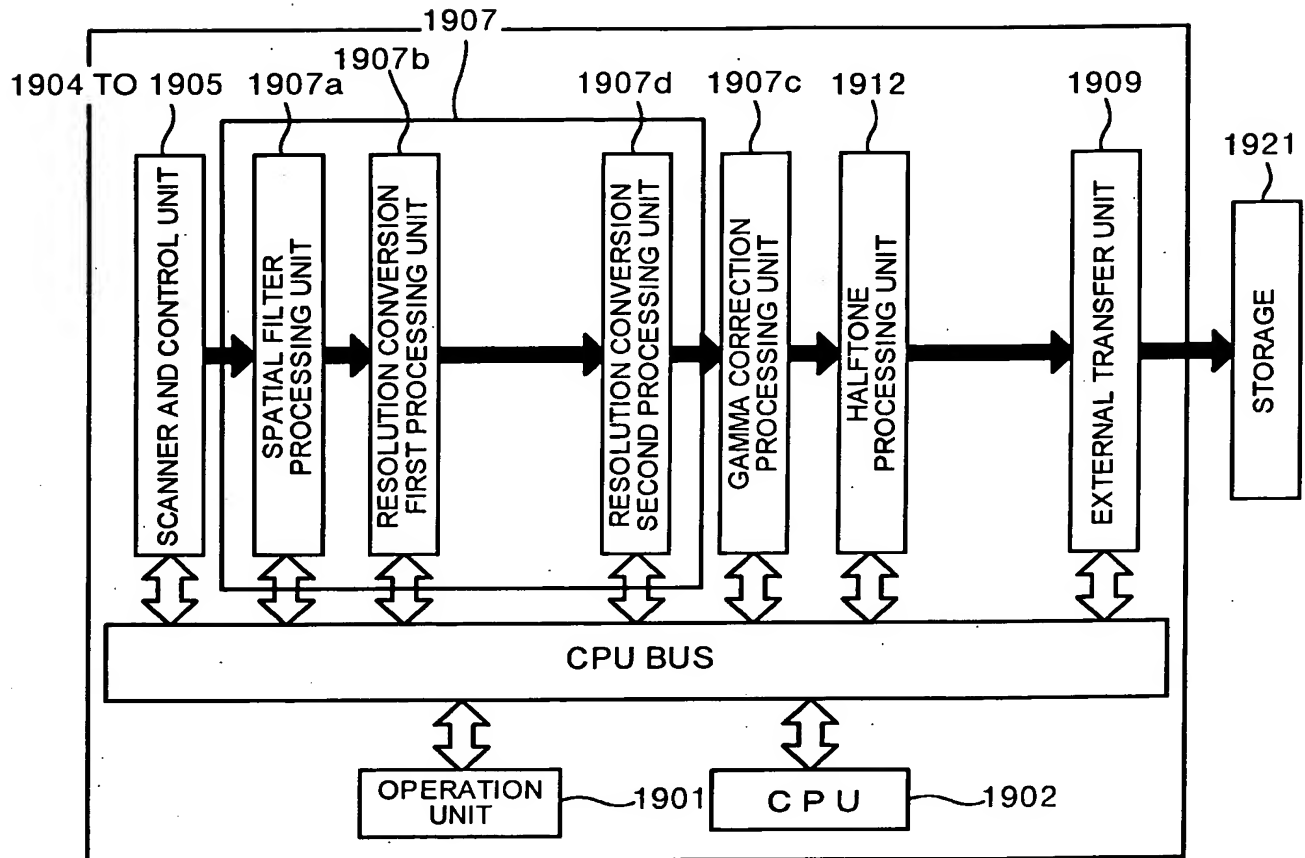 1907
1907b
1904 TO 1905
1907a
1907d
1907c
1912
1909
1921
SCANNER AND CONTROL UNIT
SPATIAL FILTER
PROCESSING UNIT
RESOLUTION CONVERSION
FIRST PROCESSING UNIT
RESOLUTION CONVERSION
SECOND PROCESSING UNIT
GAMMA CORRECTION
PROCESSING UNIT
HALFTONE
PROCESSING UNIT
EXTERNAL TRANSFER UNIT
STORAGE
CPU BUS
OPERATION
UNIT
1901
CPU
1902